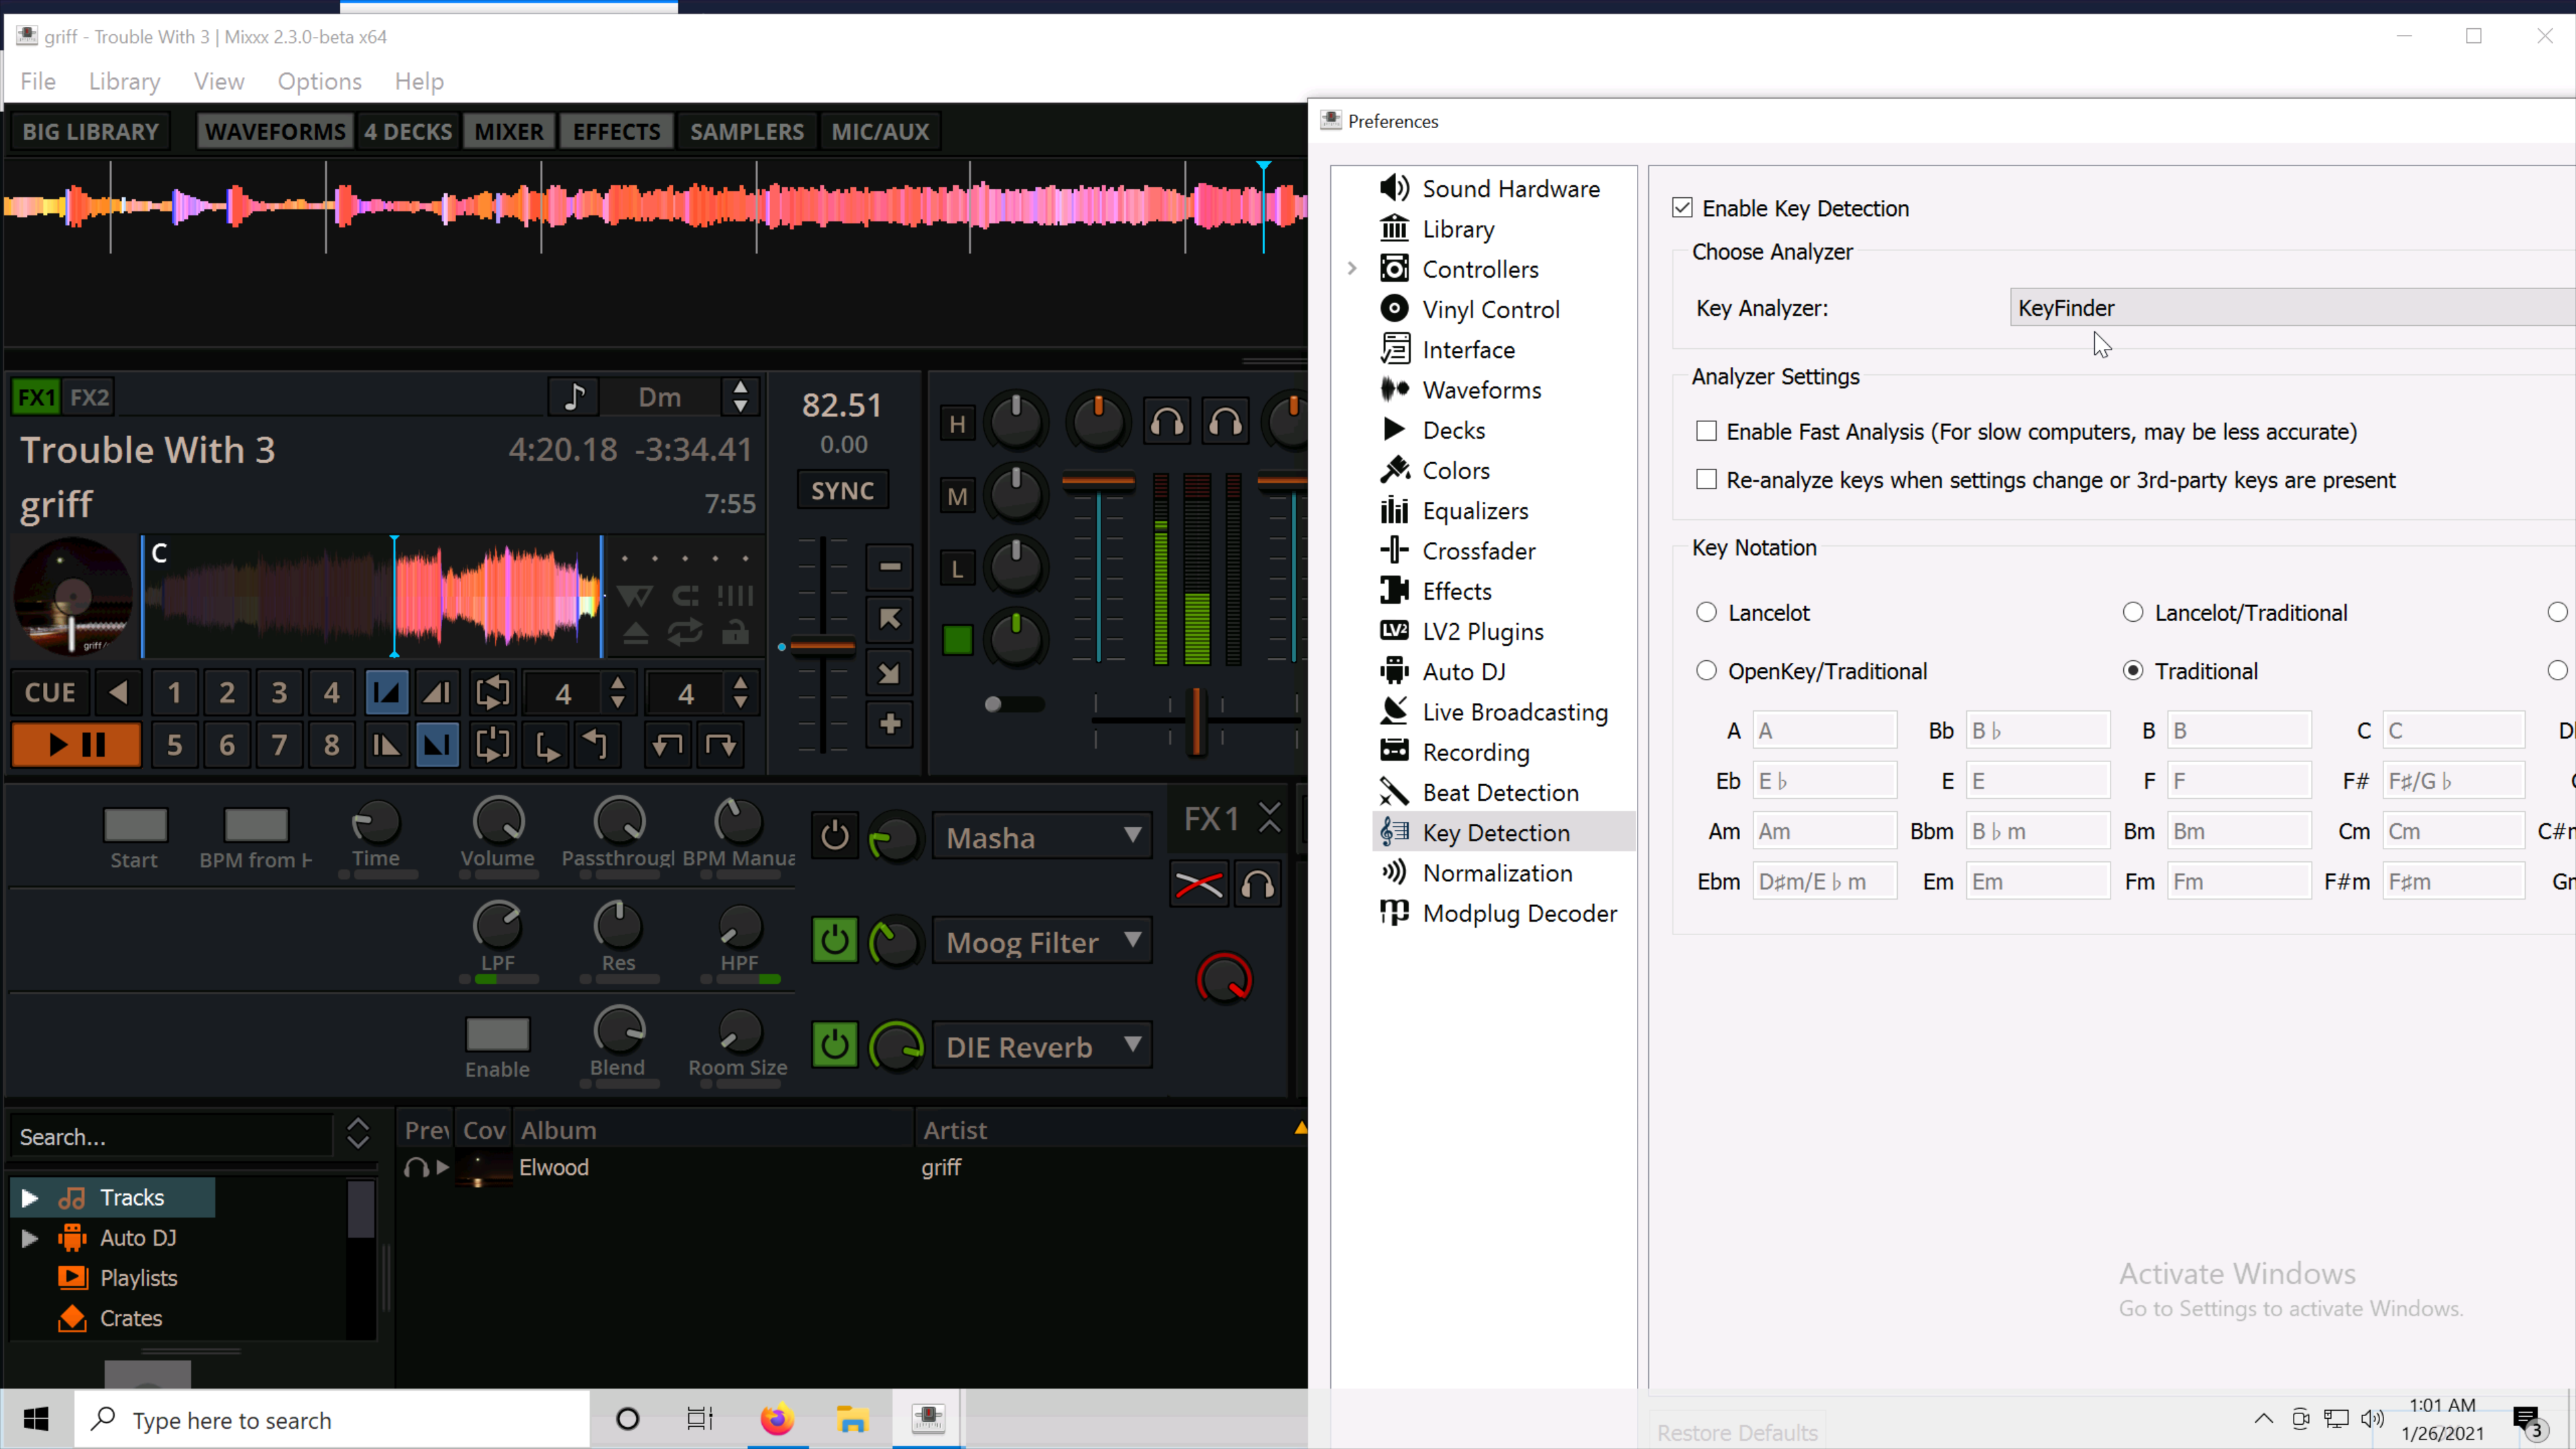 griff - Trouble With 3 | Mixxx 2.3.0-beta x64
File Library View Options Help
BIG LIBRARY WAVEFORMS 4 DECKS MIXER EFFECTS SAMPLERS MIC/AUX
FX1 FX2 Dm
Trouble With 3 4:20.18 -3:34.41
griff 7:55
C
82.51
0.00
SYNC
H
M
L
CUE 1 2 3 4 4 4
5 6 7 8
Start BPM from Time Volume BPM
Masha
FX1
LPF Res HPF
Moog Filter
Enable Blend Room Size
DIE Reverb
Search...
Tracks
Auto DJ
Playlists
Crates
Prev Cov Album Artist
Elwood griff
Preferences
Sound Hardware
Library
Controllers
Vinyl Control
Interface
Waveforms
Decks
Colors
Equalizers
Crossfader
Effects
LV2 LV2 Plugins
Auto DJ
Live Broadcasting
Recording
Beat Detection
Key Detection
Normalization
Modplug Decoder
Enable Key Detection
Choose Analyzer
Key Analyzer: KeyFinder
Analyzer Settings
Enable Fast Analysis (For slow computers, may be less accurate)
Re-analyze keys when settings change or 3rd-party keys are present
Key Notation
Lancelot Lancelot/Traditional
OpenKey/Traditional Traditional
A A Bb B♭ B B C C
Eb E♭ E E F F F# F♯/G♭
Am Am Bbm B♭m Bm Bm Cm Cm
Ebm D♯m/E♭m Em Em Fm Fm F#m F♯m
Activate Windows
Go to Settings to activate Windows.
Restore Defaults
Type here to search
1:01 AM
1/26/2021
3